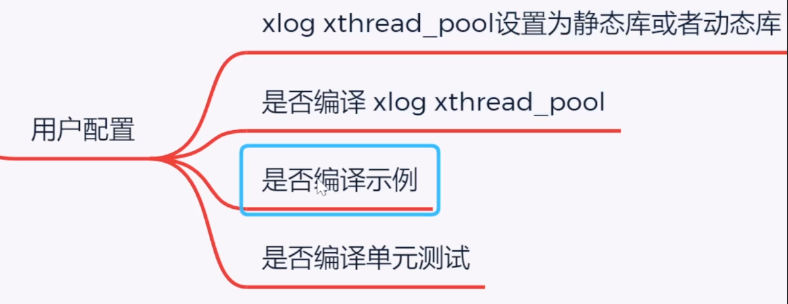 xlog xthread_pool设置为静态库或者动态库
是否编译 xlog xthread_pool
用户配置
是否编译示例
是否编译单元测试